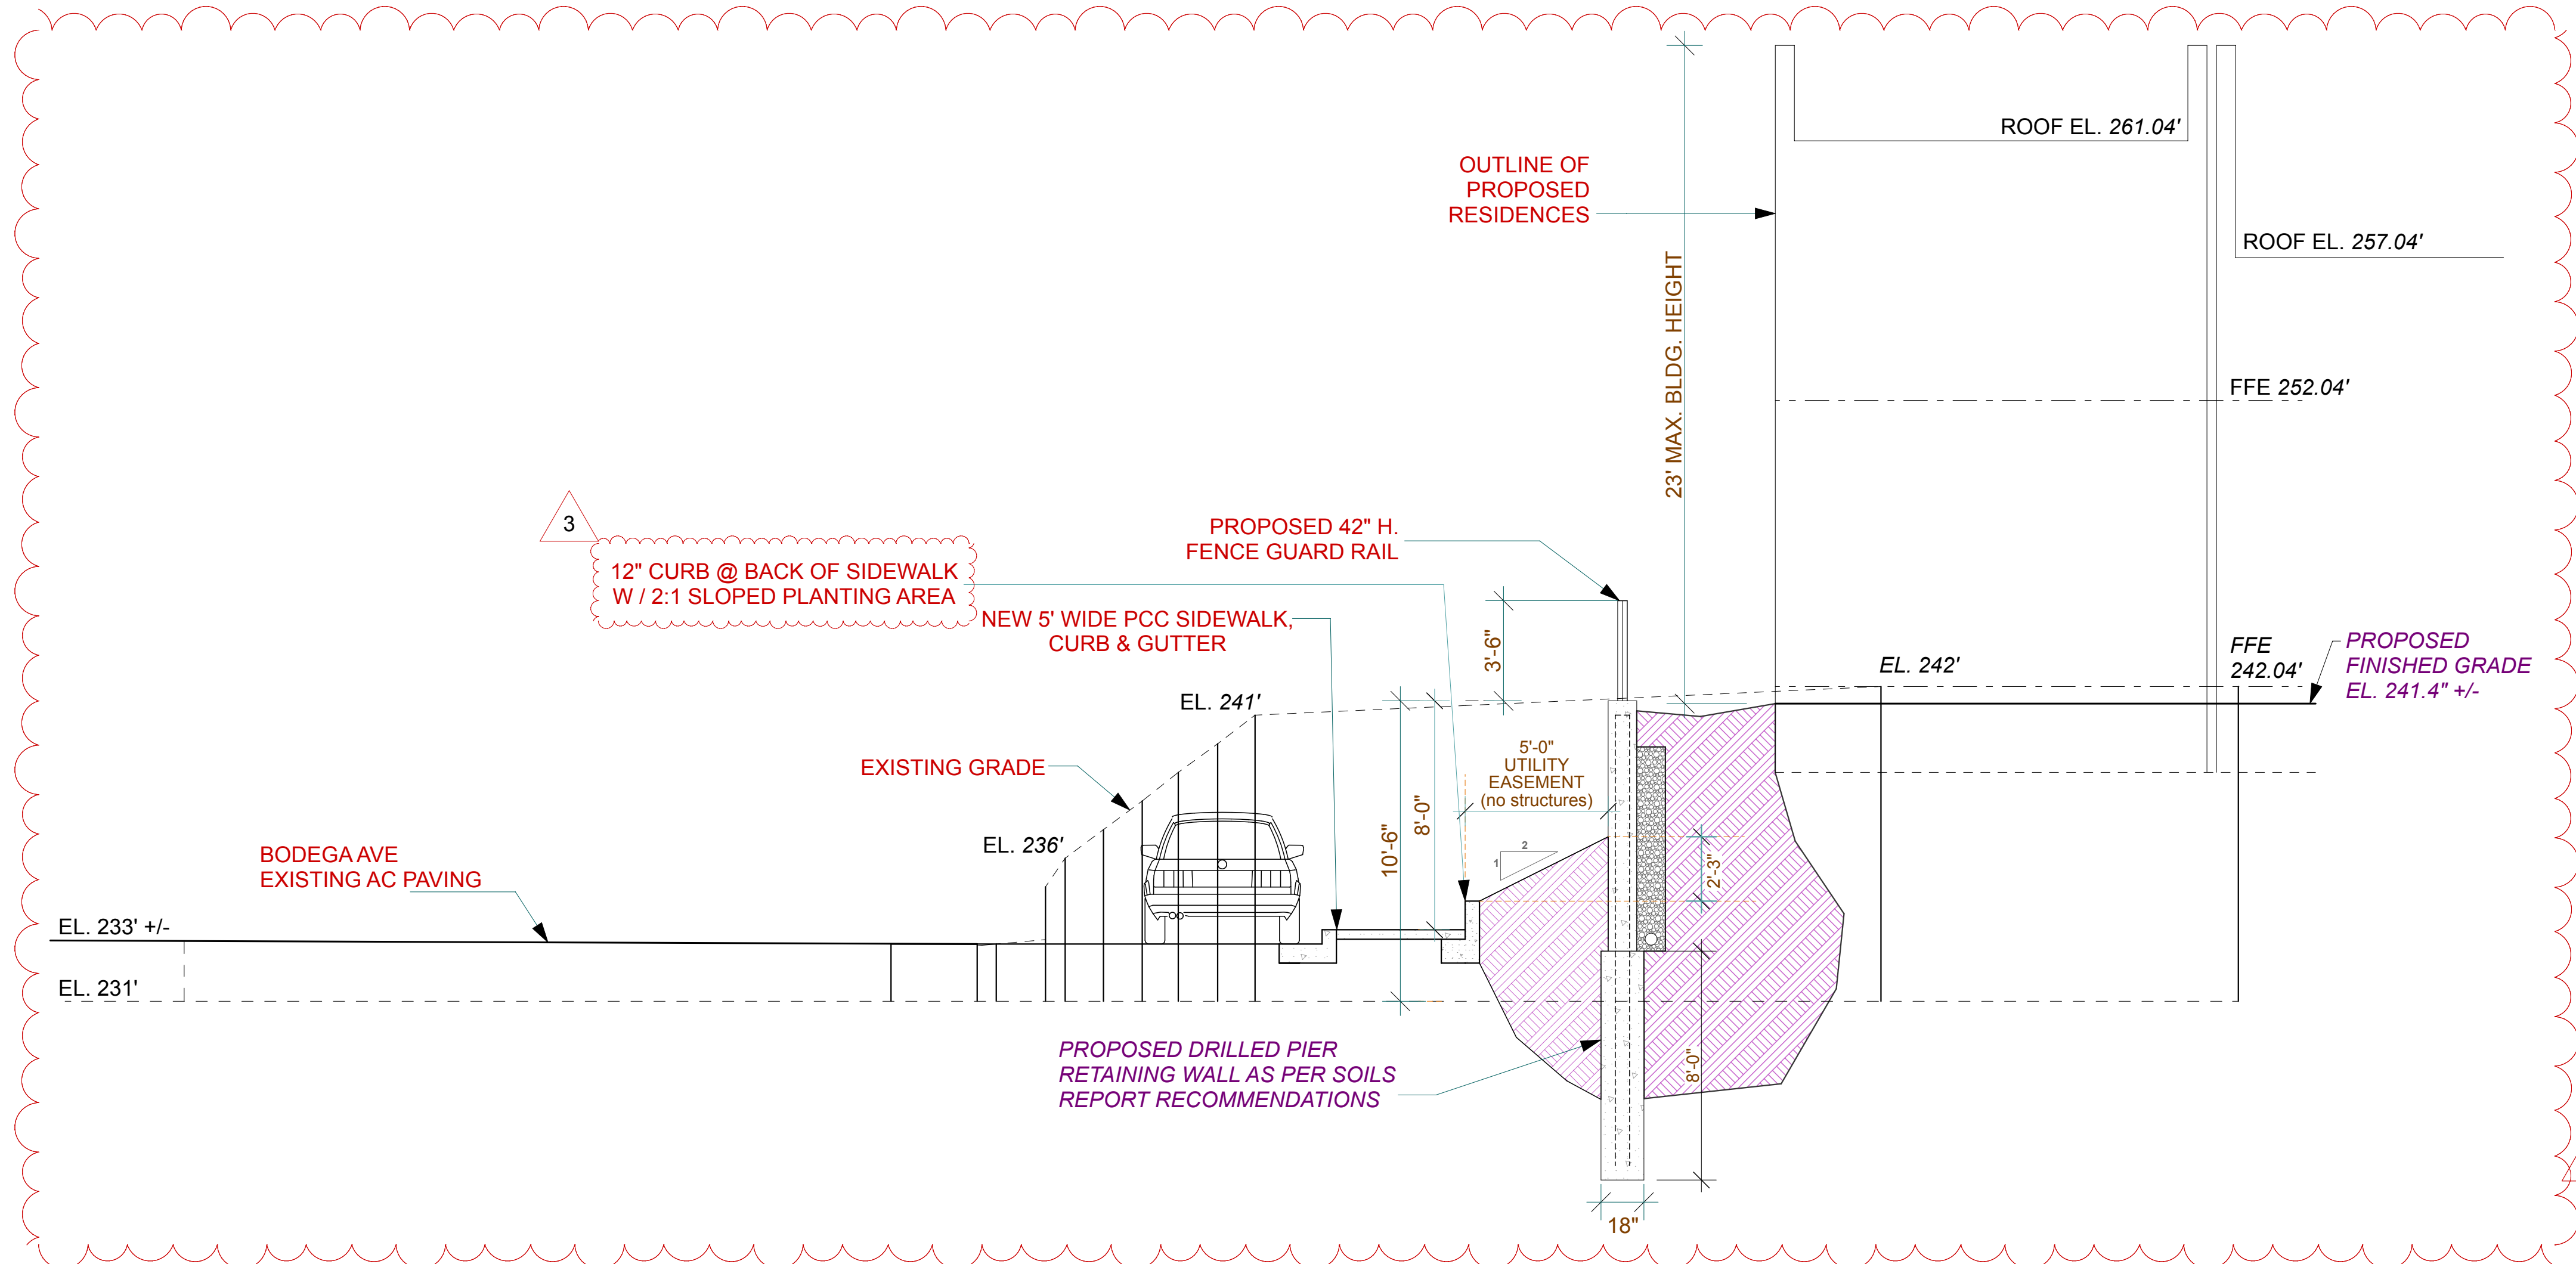 ROOF EL. 261.04'
OUTLINE OF
PROPOSED
RESIDENCES
ROOF EL. 257.04'
23' MAX. BLDG. HEIGHT
FFE 252.04'
3
12" CURB @ BACK OF SIDEWALK
W / 2:1 SLOPED PLANTING AREA
PROPOSED 42" H.
FENCE GUARD RAIL
NEW 5' WIDE PCC SIDEWALK,
CURB & GUTTER
3'-6"
EL. 242'
FFE
242.04'
PROPOSED
FINISHED GRADE
EL. 241.4" +/-
EL. 241'
EXISTING GRADE
5'-0"
UTILITY
EASEMENT
(no structures)
8'-0"
10'-6"
EL. 236'
2
1
2'-3"
BODEGA AVE
EXISTING AC PAVING
EL. 233' +/-
EL. 231'
PROPOSED DRILLED PIER
RETAINING WALL AS PER SOILS
REPORT RECOMMENDATIONS
8'-0"
18"